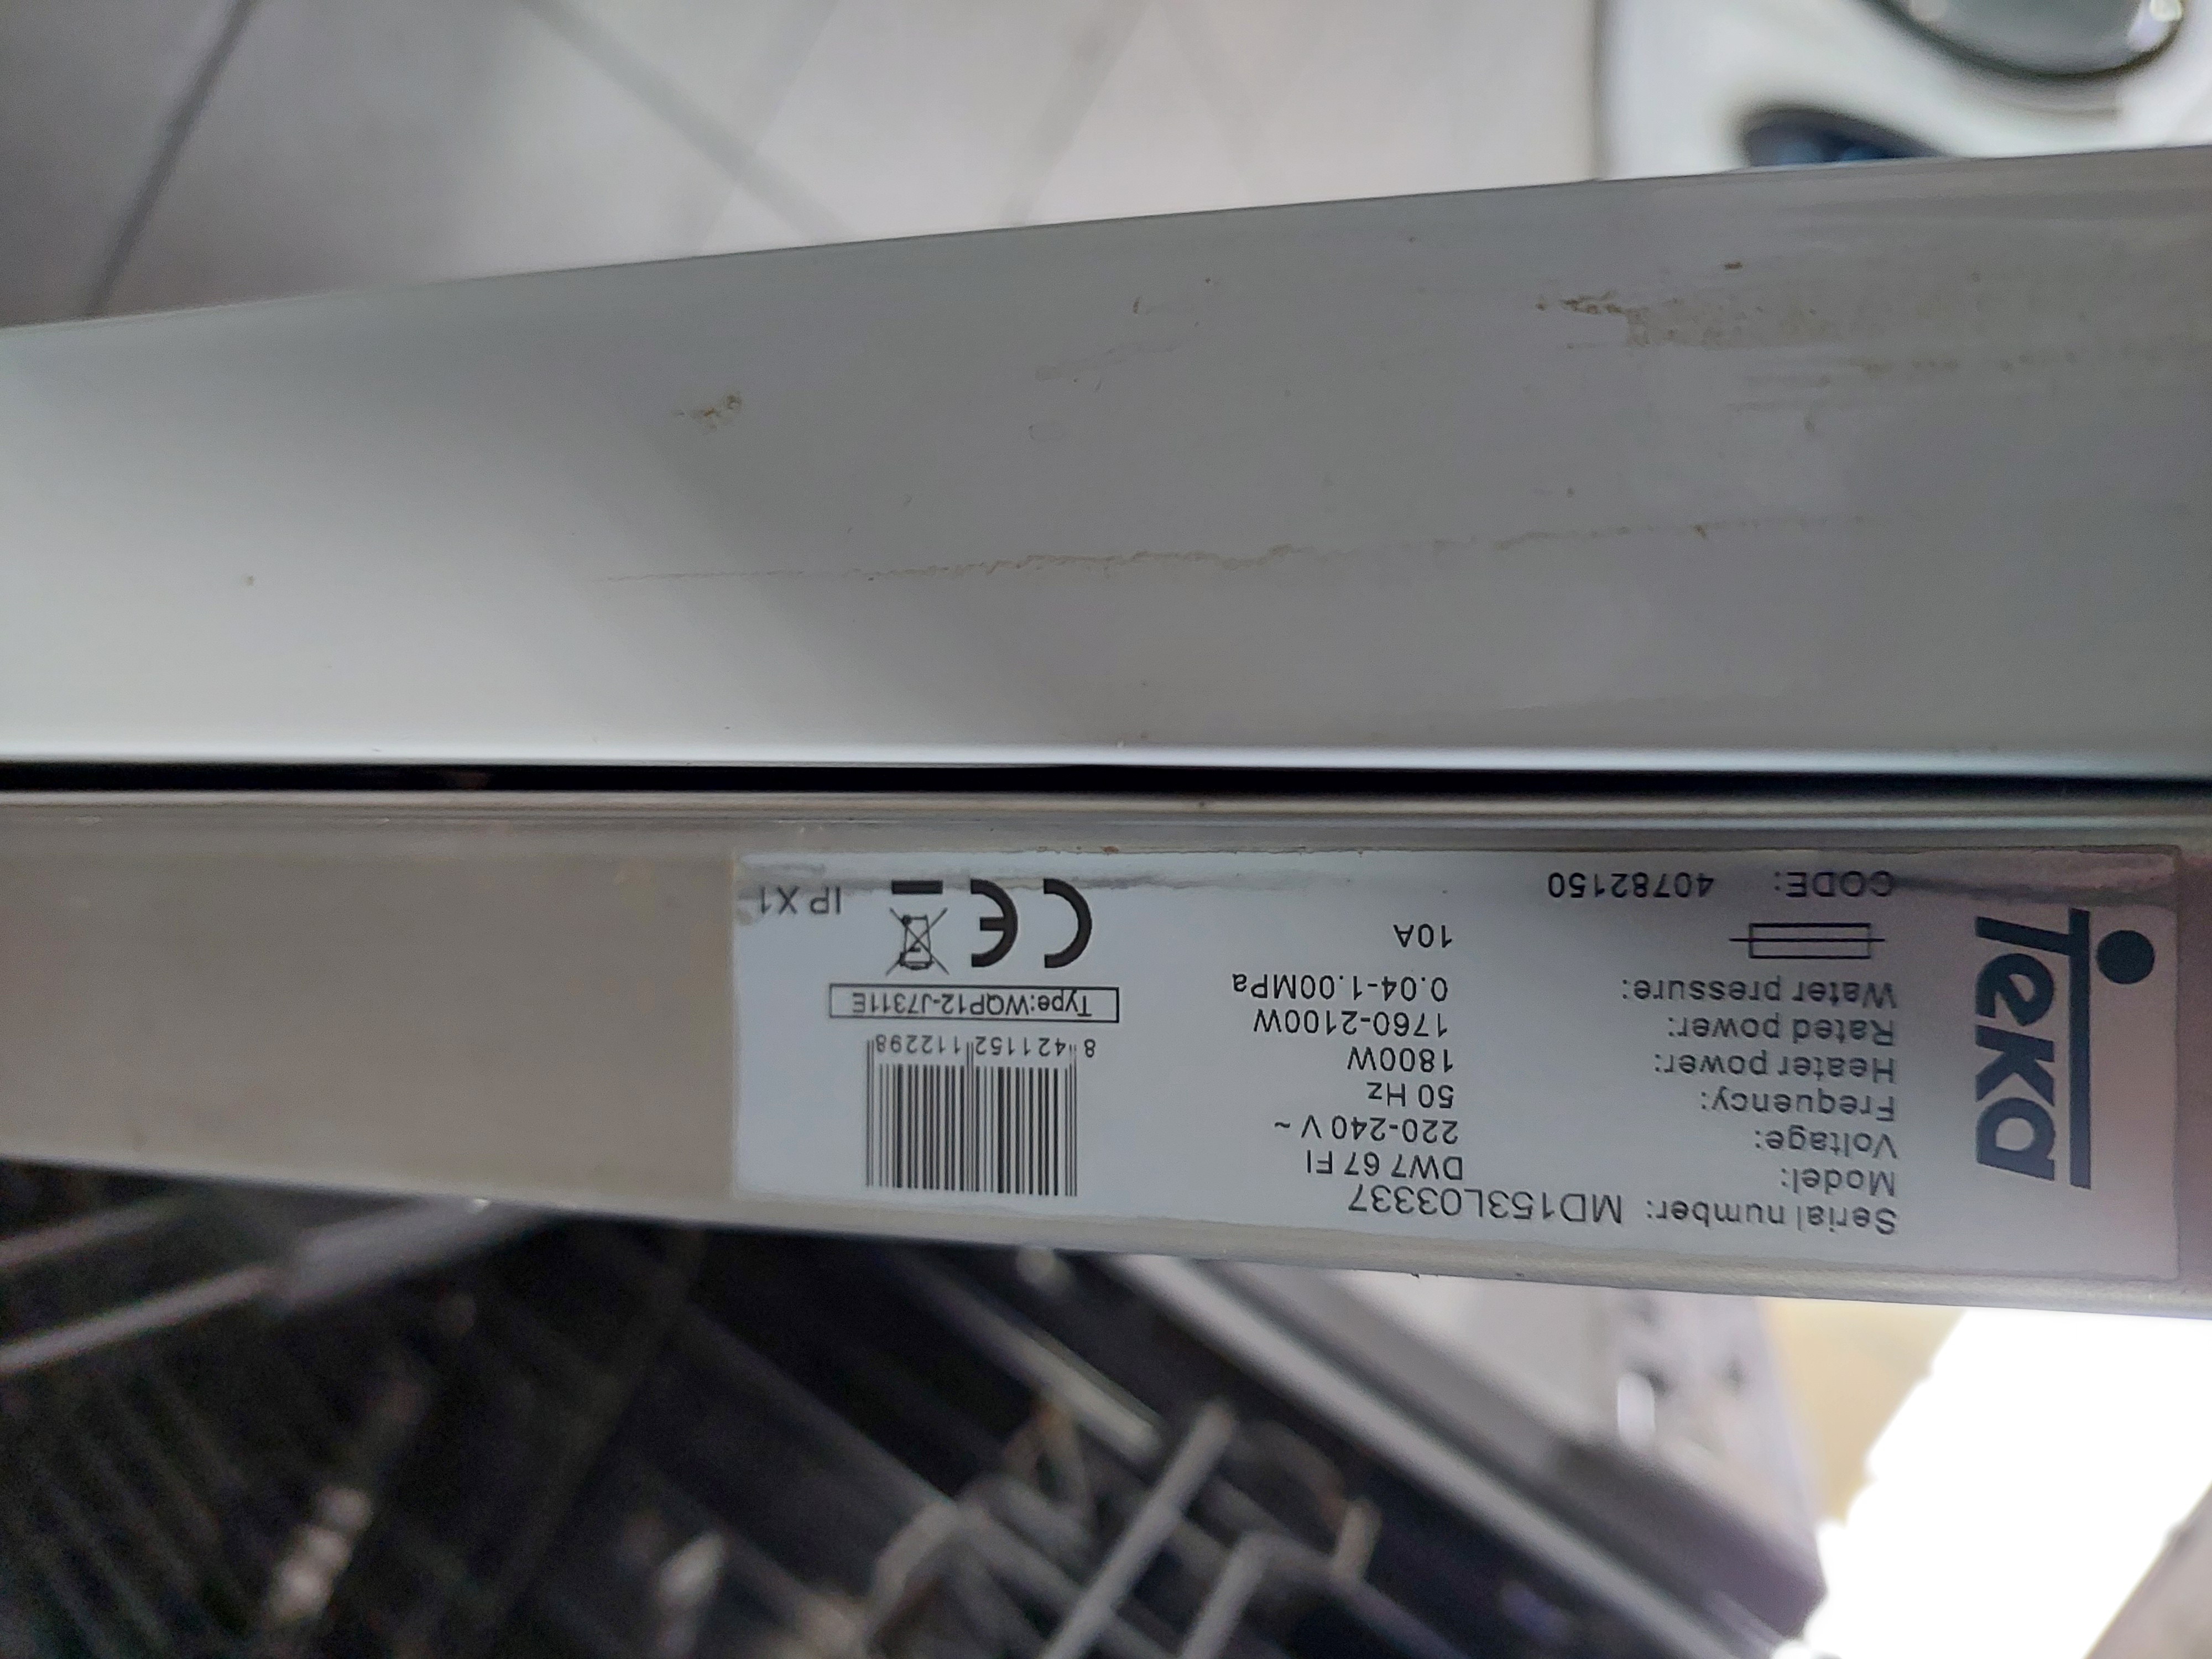 Teka
Serial number: MD153L03337
Model: DW7 67 FI
Voltage: 220-240 V ~
Frequency: 50 Hz
Heater power: 1800W
Rated power: 1760-2100W
Water pressure: 0.04-1.00MPa
10A
CODE: 40782150
8 421152 112298
Type:WQP12-J7311E
CE
IP X1